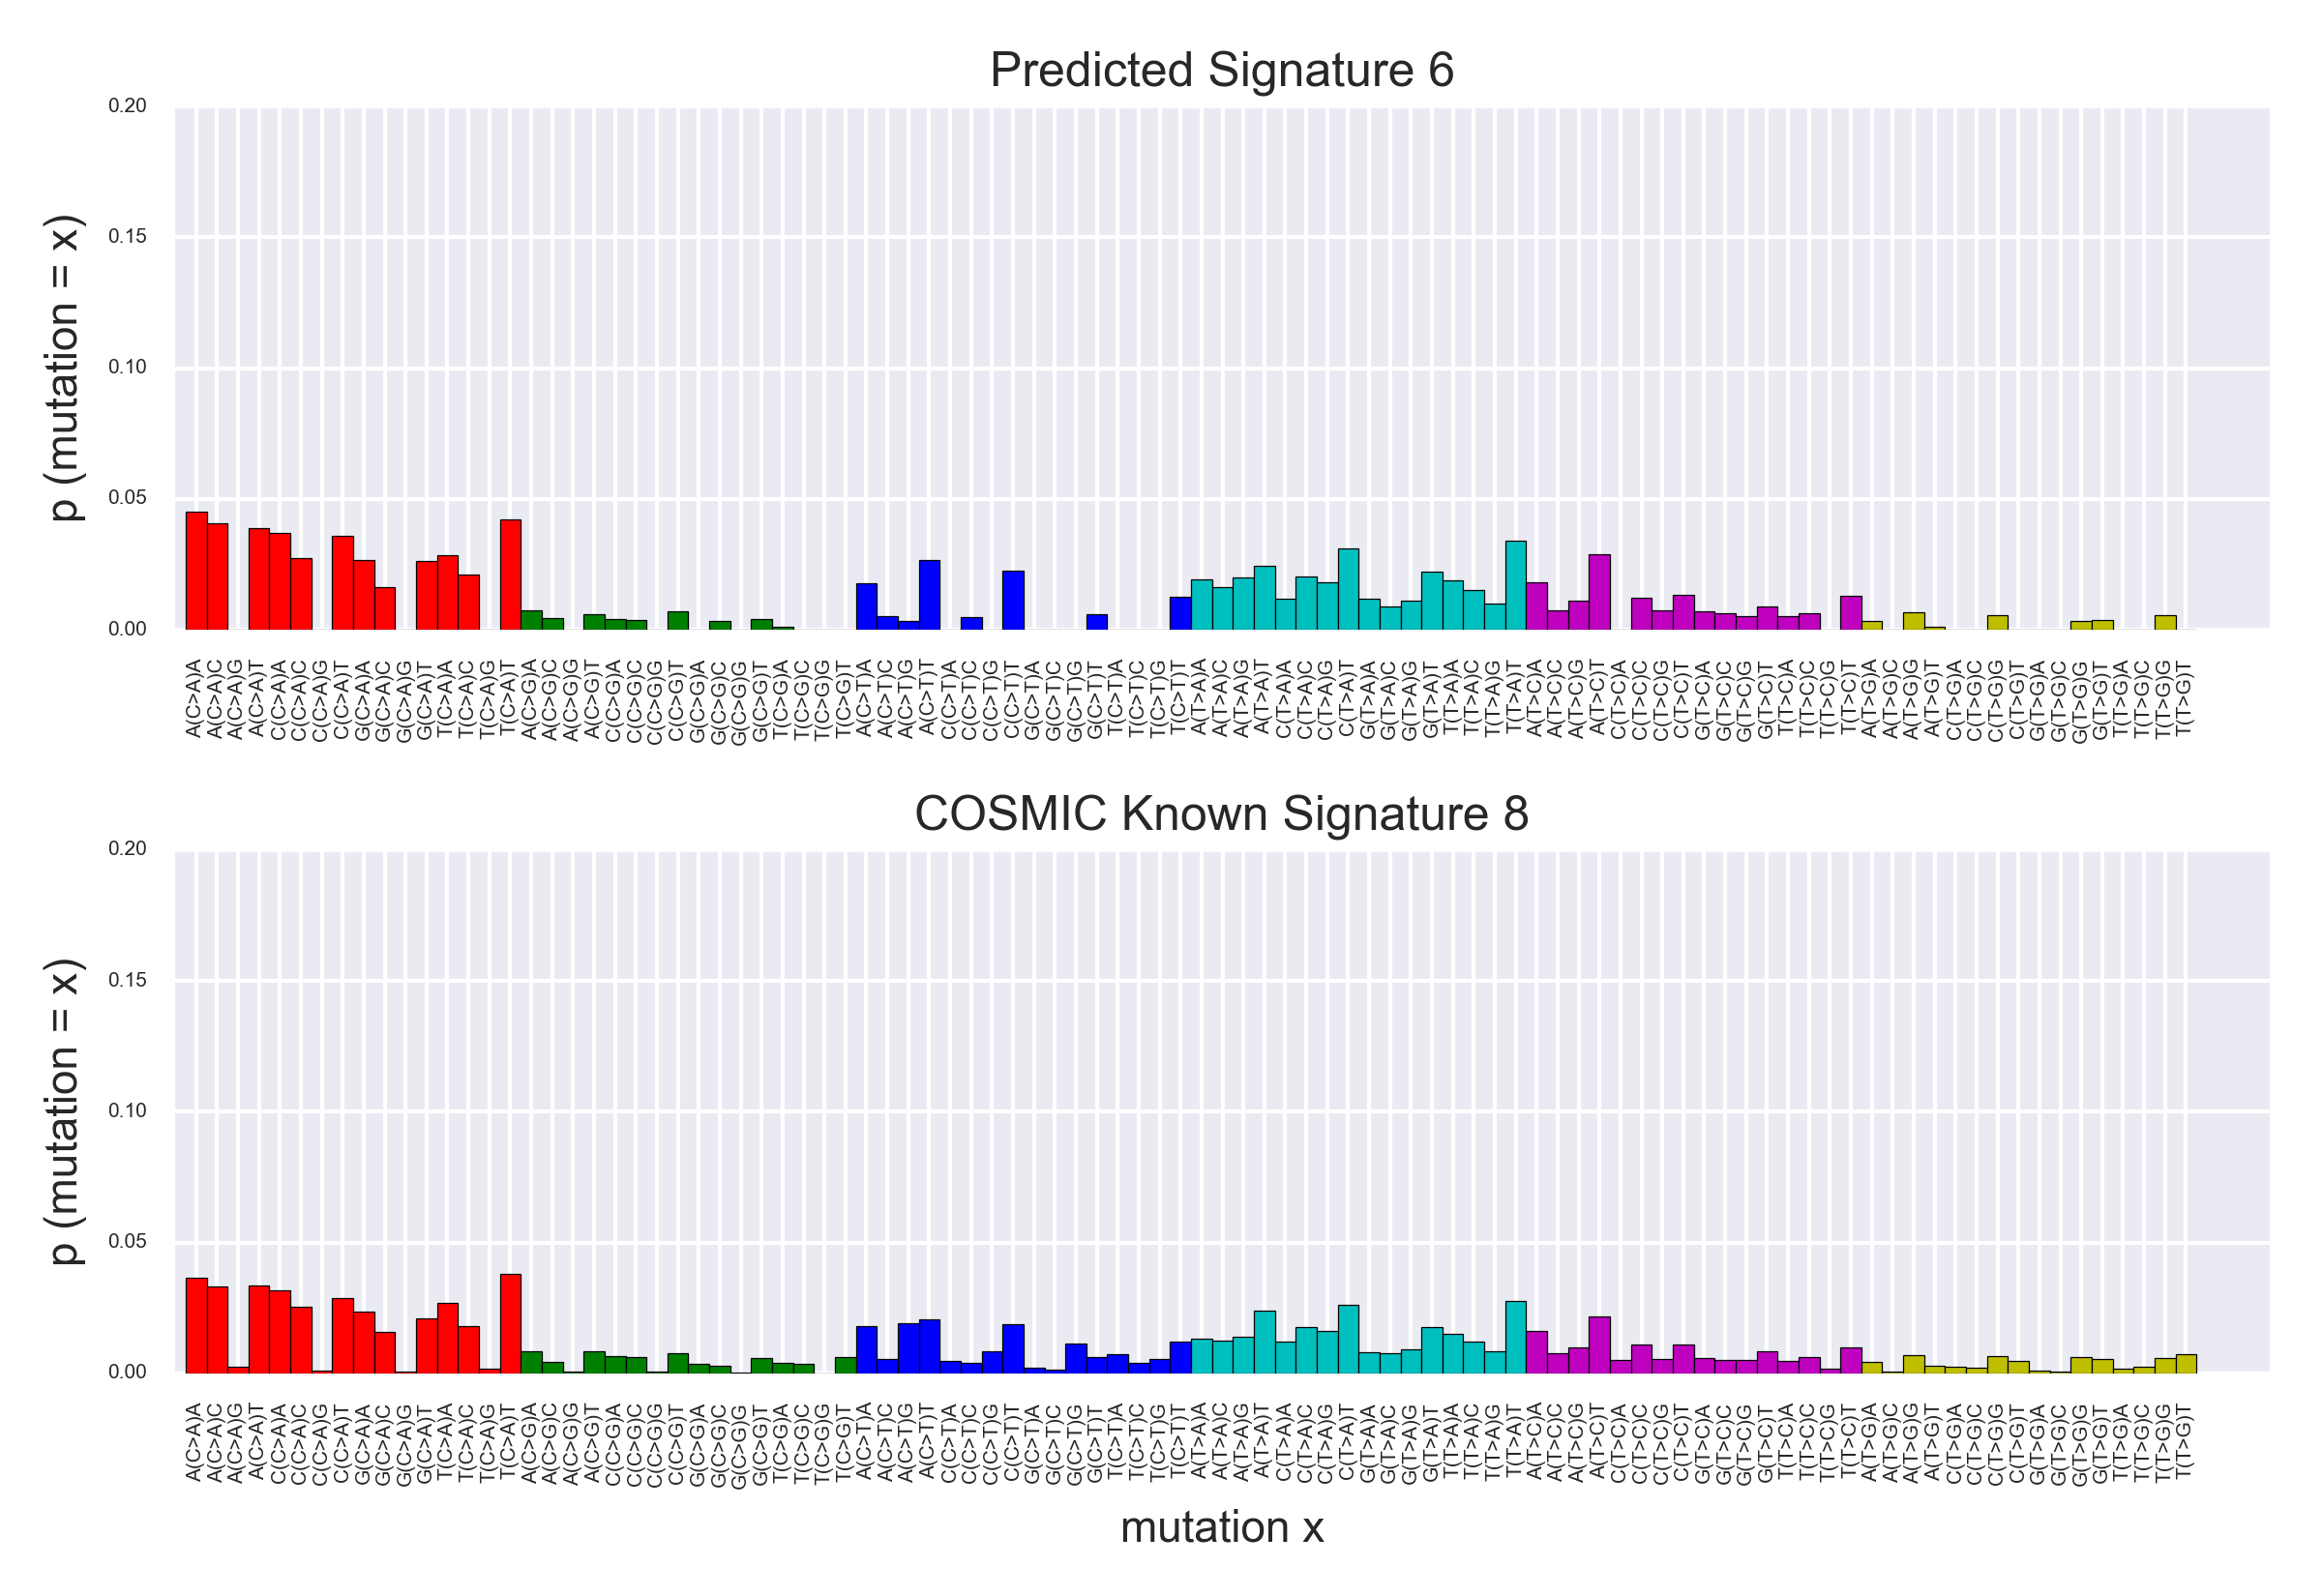 Predicted Signature 6
p (mutation = x)
0.20
0.15
0.10
0.05
0.00
A(C>A)A A(C>A)C A(C>A)G A(C>A)T C(C>A)A C(C>A)C C(C>A)G C(C>A)T G(C>A)A G(C>A)C G(C>A)G G(C>A)T T(C>A)A T(C>A)C T(C>A)G T(C>A)T A(C>G)A A(C>G)C A(C>G)G A(C>G)T C(C>G)A C(C>G)C C(C>G)G C(C>G)T G(C>G)A G(C>G)C G(C>G)G G(C>G)T T(C>G)A T(C>G)C T(C>G)G T(C>G)T A(C>T)A A(C>T)C A(C>T)G A(C>T)T C(C>T)A C(C>T)C C(C>T)G C(C>T)T G(C>T)A G(C>T)C G(C>T)G G(C>T)T T(C>T)A T(C>T)C T(C>T)G T(C>T)T A(T>A)A A(T>A)C A(T>A)G A(T>A)T C(T>A)A C(T>A)C C(T>A)G C(T>A)T G(T>A)A G(T>A)C G(T>A)G G(T>A)T T(T>A)A T(T>A)C T(T>A)G T(T>A)T A(T>C)A A(T>C)C A(T>C)G A(T>C)T C(T>C)A C(T>C)C C(T>C)G C(T>C)T G(T>C)A G(T>C)C G(T>C)G G(T>C)T T(T>C)A T(T>C)C T(T>C)G T(T>C)T A(T>G)A A(T>G)C A(T>G)G A(T>G)T C(T>G)A C(T>G)C C(T>G)G C(T>G)T G(T>G)A G(T>G)C G(T>G)G G(T>G)T T(T>G)A T(T>G)C T(T>G)G T(T>G)T
COSMIC Known Signature 8
p (mutation = x)
0.20
0.15
0.10
0.05
0.00
A(C>A)A A(C>A)C A(C>A)G A(C>A)T C(C>A)A C(C>A)C C(C>A)G C(C>A)T G(C>A)A G(C>A)C G(C>A)G G(C>A)T T(C>A)A T(C>A)C T(C>A)G T(C>A)T A(C>G)A A(C>G)C A(C>G)G A(C>G)T C(C>G)A C(C>G)C C(C>G)G C(C>G)T G(C>G)A G(C>G)C G(C>G)G G(C>G)T T(C>G)A T(C>G)C T(C>G)G T(C>G)T A(C>T)A A(C>T)C A(C>T)G A(C>T)T C(C>T)A C(C>T)C C(C>T)G C(C>T)T G(C>T)A G(C>T)C G(C>T)G G(C>T)T T(C>T)A T(C>T)C T(C>T)G T(C>T)T A(T>A)A A(T>A)C A(T>A)G A(T>A)T C(T>A)A C(T>A)C C(T>A)G C(T>A)T G(T>A)A G(T>A)C G(T>A)G G(T>A)T T(T>A)A T(T>A)C T(T>A)G T(T>A)T A(T>C)A A(T>C)C A(T>C)G A(T>C)T C(T>C)A C(T>C)C C(T>C)G C(T>C)T G(T>C)A G(T>C)C G(T>C)G G(T>C)T T(T>C)A T(T>C)C T(T>C)G T(T>C)T A(T>G)A A(T>G)C A(T>G)G A(T>G)T C(T>G)A C(T>G)C C(T>G)G C(T>G)T G(T>G)A G(T>G)C G(T>G)G G(T>G)T T(T>G)A T(T>G)C T(T>G)G T(T>G)T
mutation x